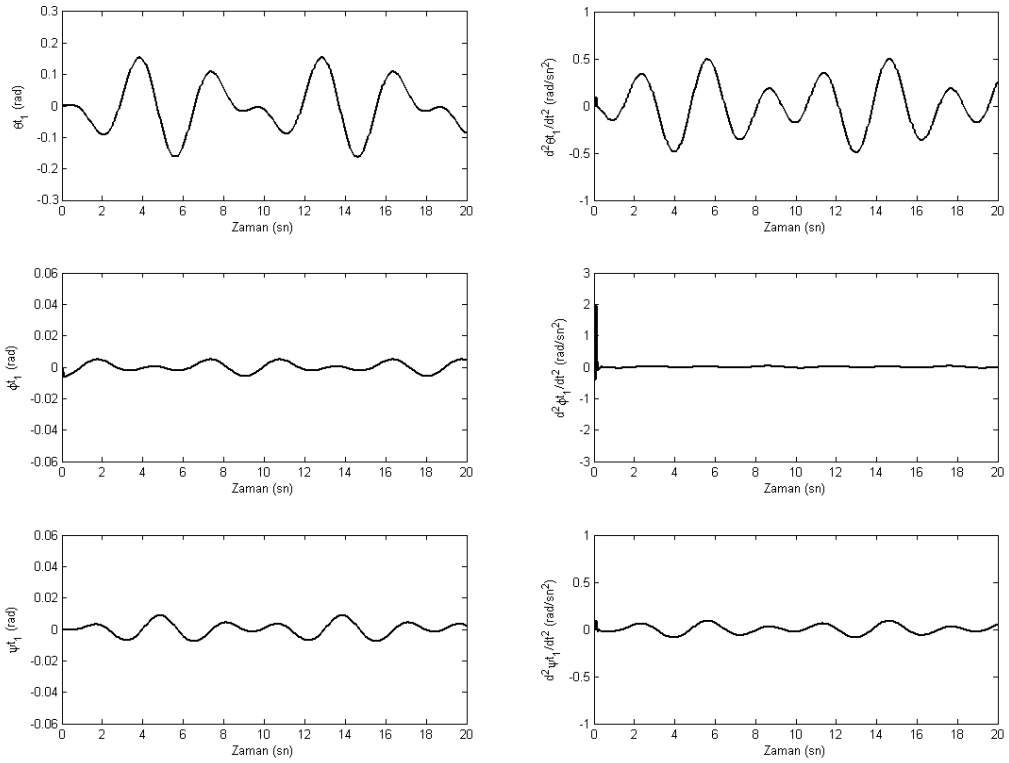 0.3
0.2
0.1
0
-0.1
-0.2
-0.3
θt₁ (rad)
0 2 4 6 8 10 12 14 16 18 20
Zaman (sn)
1
0.5
0
-0.5
-1
d²θt₁/dt² (rad/sn²)
0 2 4 6 8 10 12 14 16 18 20
Zaman (sn)
0.06
0.04
0.02
0
-0.02
-0.04
-0.06
ϕt₁ (rad)
0 2 4 6 8 10 12 14 16 18 20
Zaman (sn)
3
2
1
0
-1
-2
-3
d²ϕt₁/dt² (rad/sn²)
0 2 4 6 8 10 12 14 16 18 20
Zaman (sn)
0.06
0.04
0.02
0
-0.02
-0.04
-0.06
ψt₁ (rad)
0 2 4 6 8 10 12 14 16 18 20
Zaman (sn)
1
0.5
0
-0.5
-1
d²ψt₁/dt² (rad/sn²)
0 2 4 6 8 10 12 14 16 18 20
Zaman (sn)